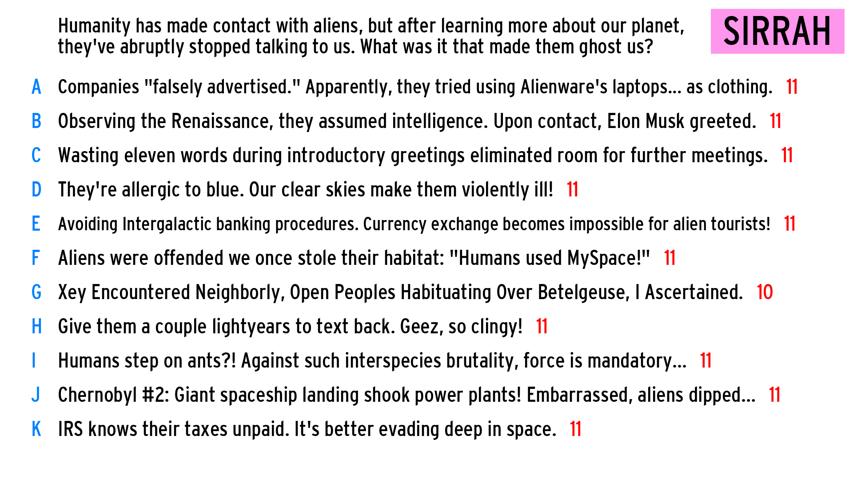 Humanity has made contact with aliens, but after learning more about our planet,
they've abruptly stopped talking to us. What was it that made them ghost us?
SIRRAH
A Companies "falsely advertised." Apparently, they tried using Alienware's laptops... as clothing. 11
B Observing the Renaissance, they assumed intelligence. Upon contact, Elon Musk greeted. 11
C Wasting eleven words during introductory greetings eliminated room for further meetings. 11
D They're allergic to blue. Our clear skies make them violently ill! 11
E Avoiding Intergalactic banking procedures. Currency exchange becomes impossible for alien tourists! 11
F Aliens were offended we once stole their habitat: "Humans used MySpace!" 11
G Xey Encountered Neighborly, Open Peoples Habituating Over Betelgeuse, I Ascertained. 10
H Give them a couple lightyears to text back. Geez, so clingy! 11
I Humans step on ants?! Against such interspecies brutality, force is mandatory... 11
J Chernobyl #2: Giant spaceship landing shook power plants! Embarrassed, aliens dipped... 11
K IRS knows their taxes unpaid. It's better evading deep in space. 11